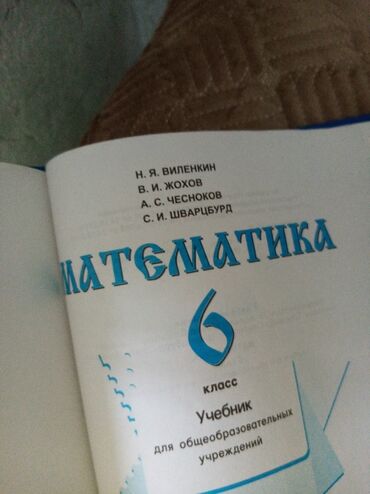 Н. Я. ВИЛЕНКИН
В. И. ЖОХОВ
А. С. ЧЕСНОКОВ
С. И. ШВАРЦБУРД
МАТЕМАТИКА
6
класс
Учебник
для общеобразовательных
учреждений